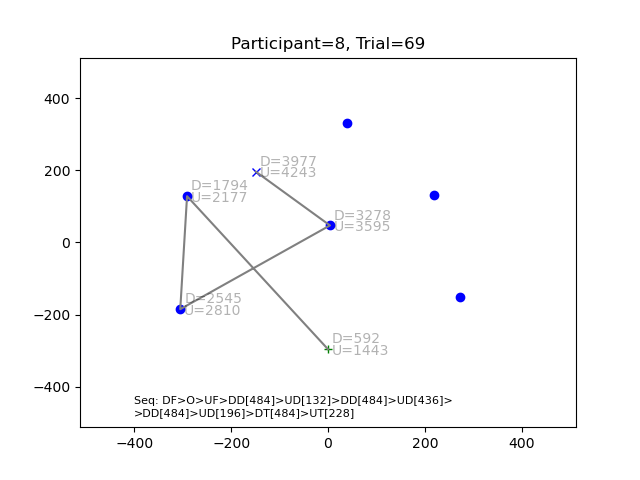 Participant=8, Trial=69
400
200
0
−200
−400
D=3977
U=4243
D=1794
U=2177
D=3278
U=3595
D=2545
U=2810
D=592
U=1443
Seq: DF>O>UF>DD[484]>UD[132]>DD[484]>UD[436]>
>DD[484]>UD[196]>DT[484]>UT[228]
−400
−200
0
200
400